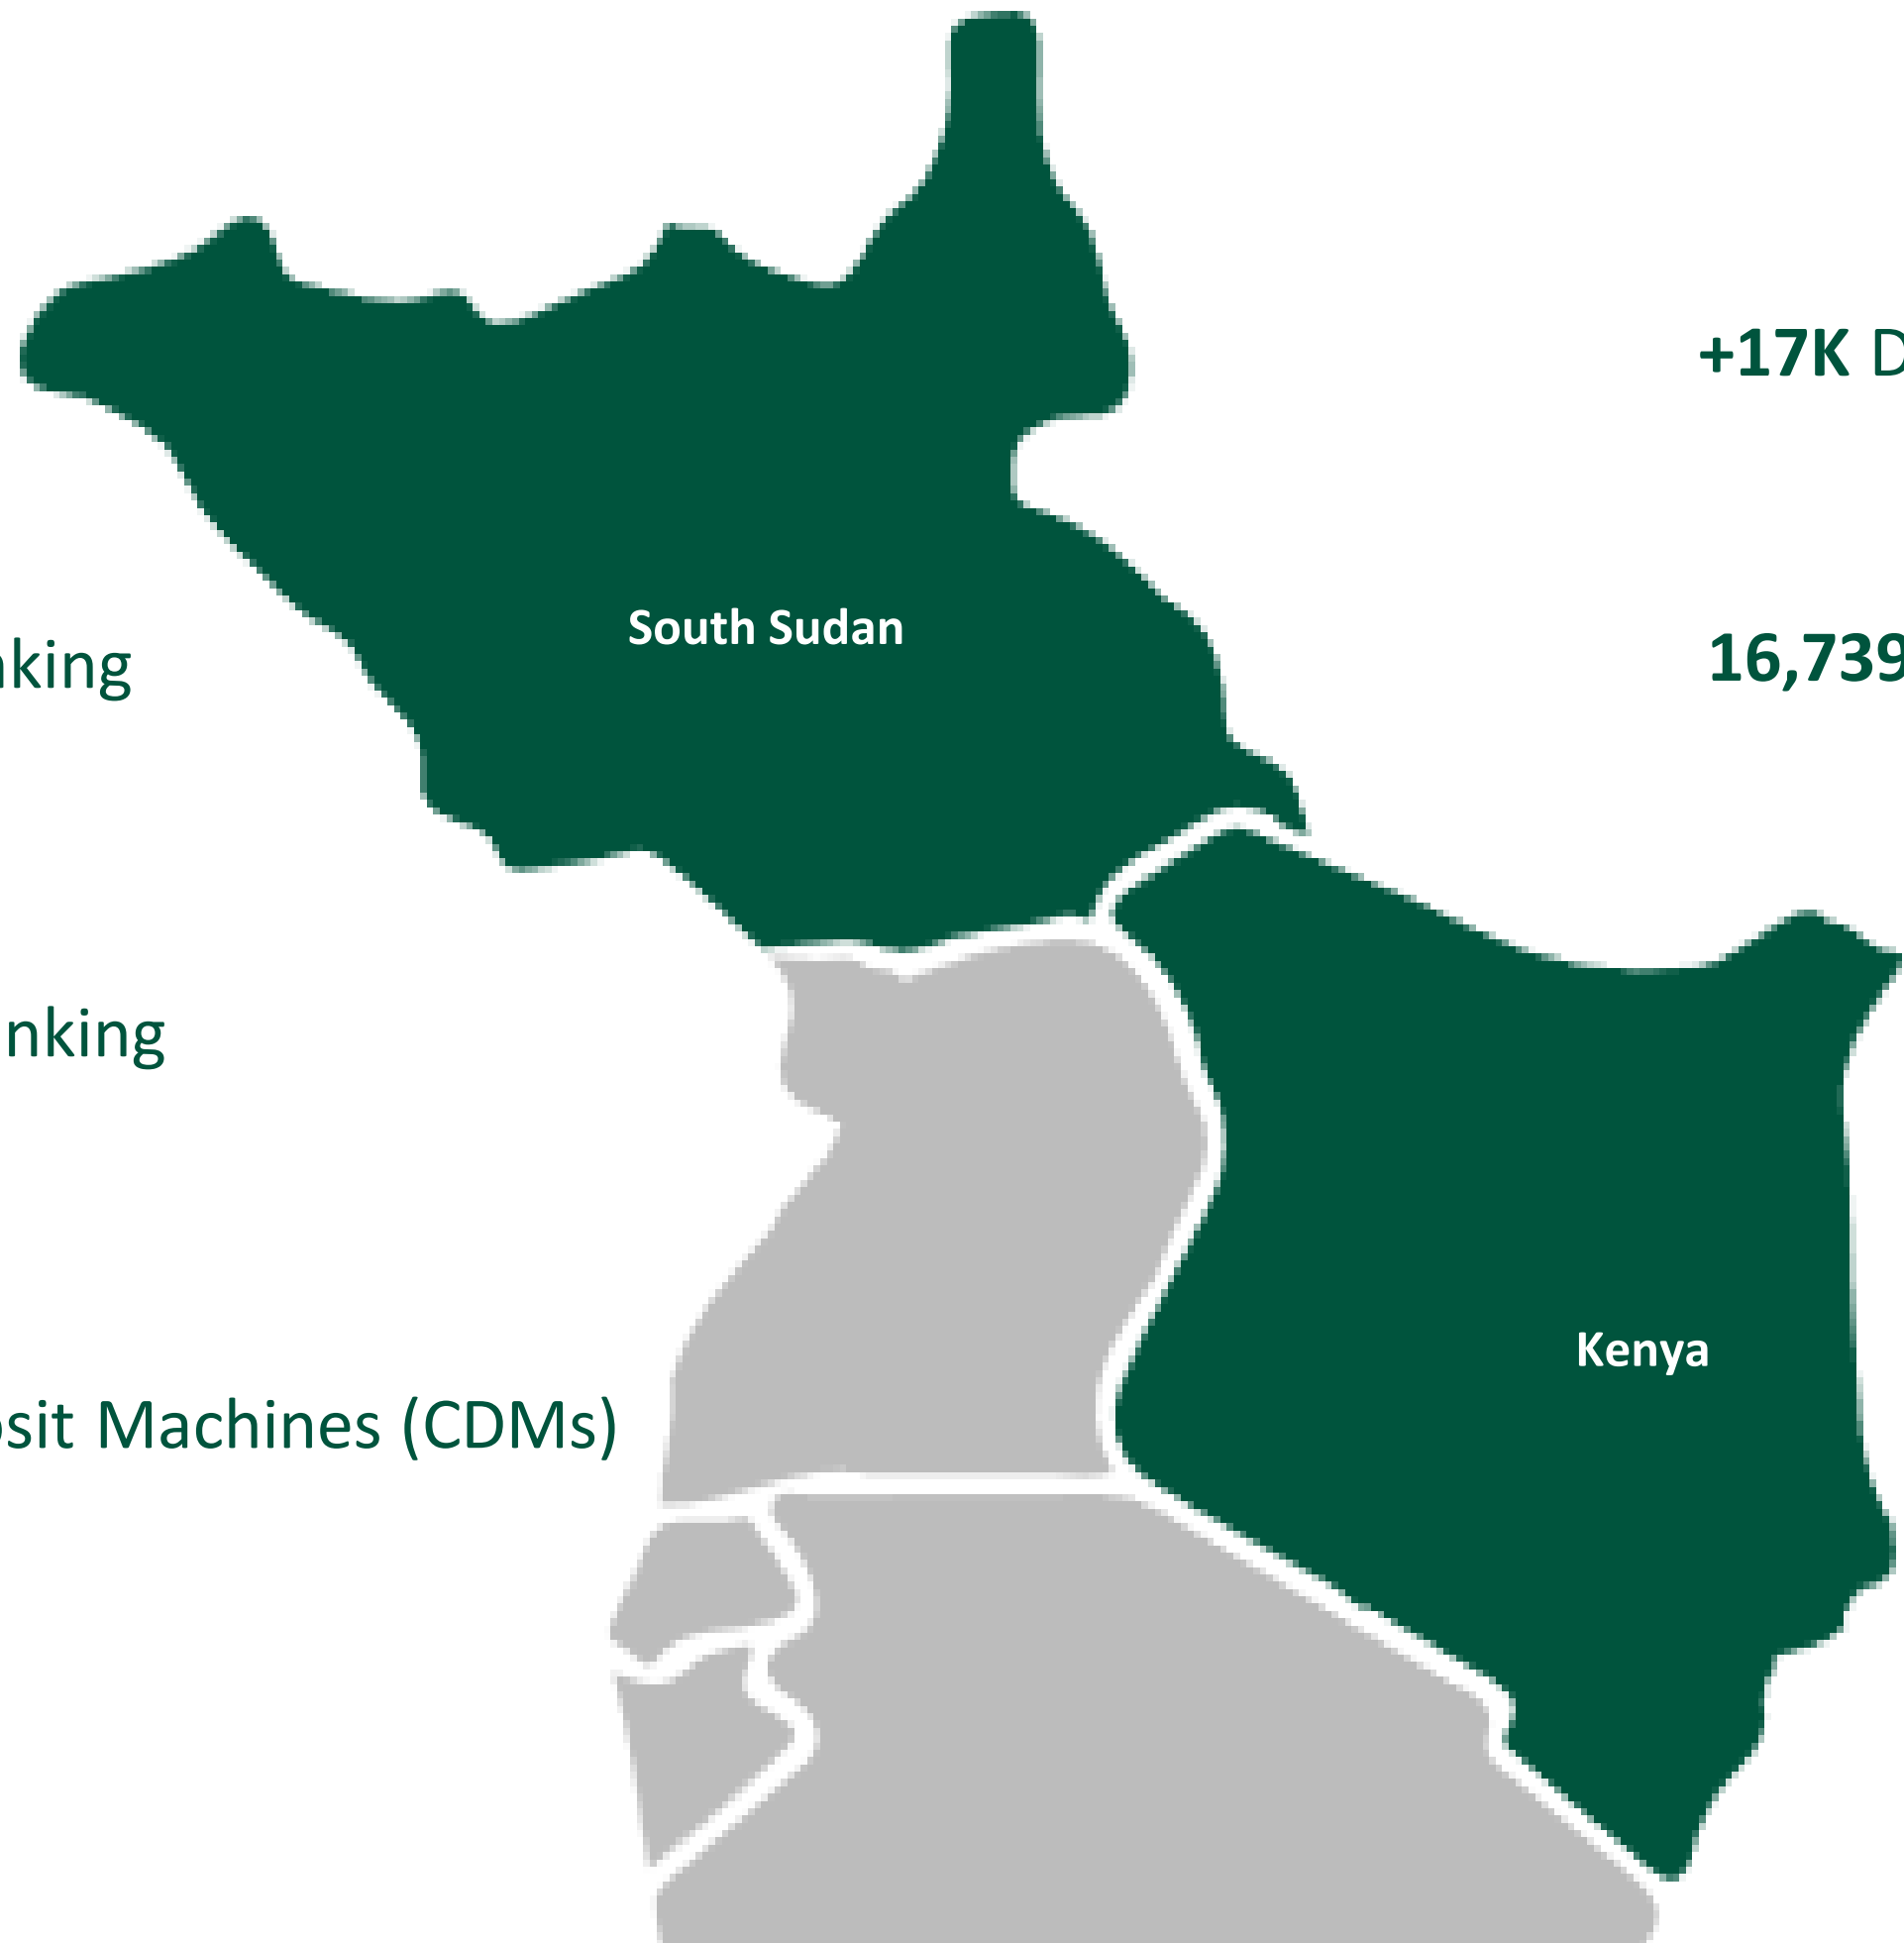 +17K
South Sudan
king
16,739
nking
Kenya
sit Machines (CDMs)